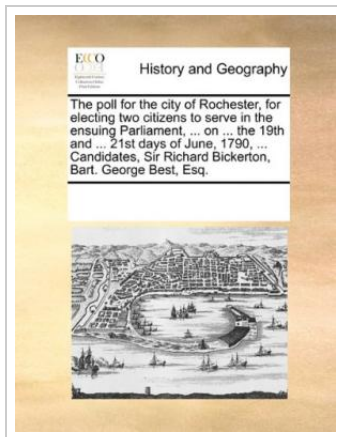 ECCO
History and Geography
The poll for the city of Rochester, for
electing two citizens to serve in the
ensuing Parliament, ... on ... the 19th
and ... 21st days of June, 1790, ...
Candidates, Sir Richard Bickerton,
Bart. George Best, Esq.